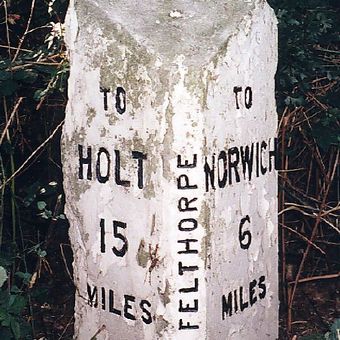 TO
HOLT
15
MILES
FELTHORPE
TO
NORWICH
6
MILES